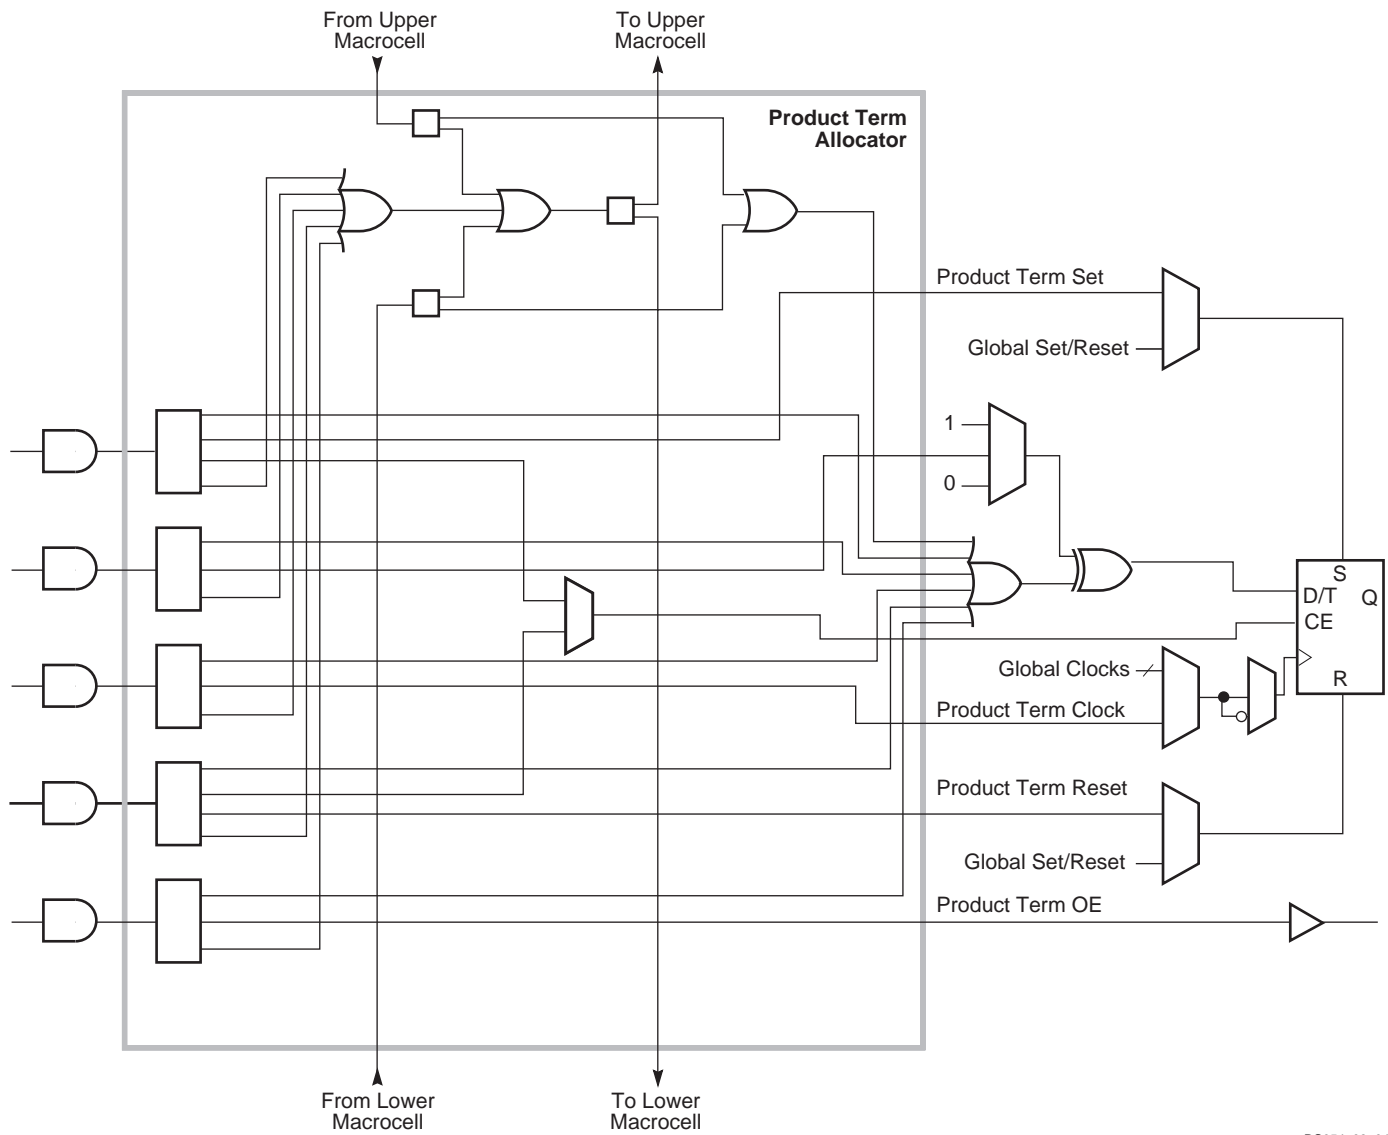 From Upper
Macrocell
To Upper
Macrocell
Product Term
Allocator
Product Term Set
Global Set/Reset
1
0
S
D/T
Q
CE
R
Global Clocks
Product Term Clock
Product Term Reset
Global Set/Reset
Product Term OE
From Lower
Macrocell
To Lower
Macrocell